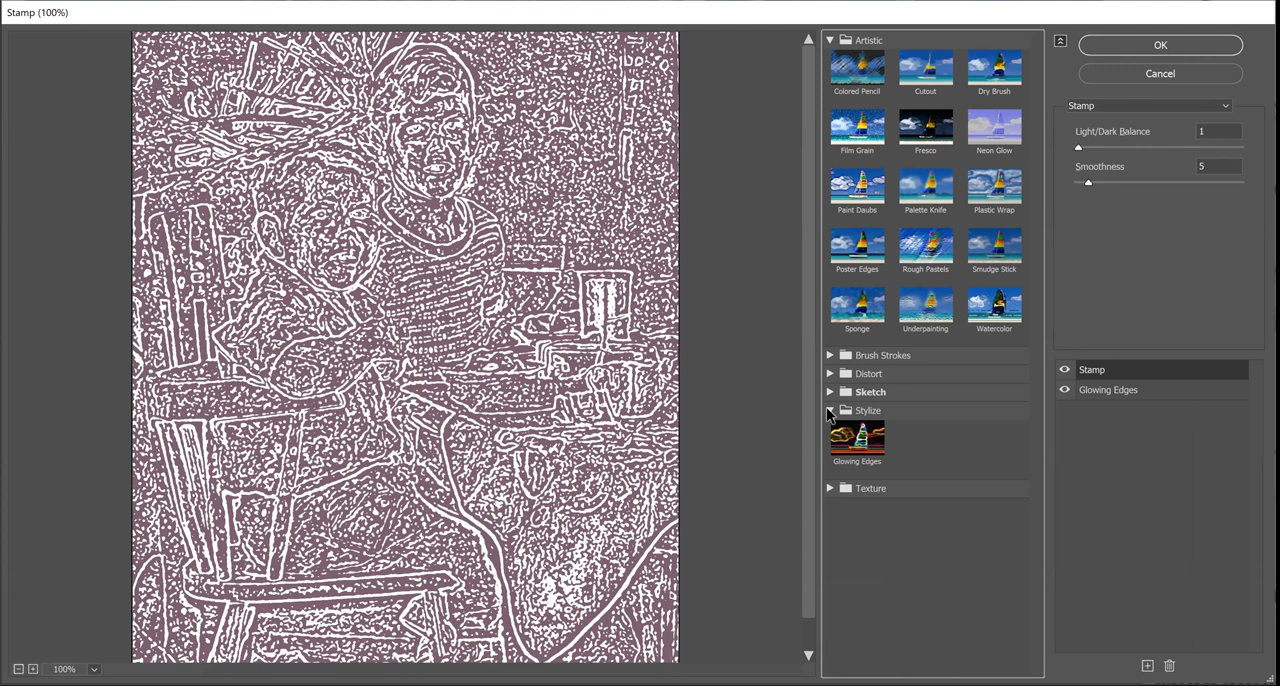 Stamp (100%)
Artistic
Colored Pencil
Cutout
Dry Brush
Film Grain
Fresco
Neon Glow
Paint Daubs
Palette Knife
Plastic Wrap
Poster Edges
Rough Pastels
Smudge Stick
Sponge
Underpainting
Watercolor
Brush Strokes
Distort
Sketch
Stylize
Glowing Edges
Texture
OK
Cancel
Stamp
Light/Dark Balance 1
Smoothness 5
Stamp
Glowing Edges
100%